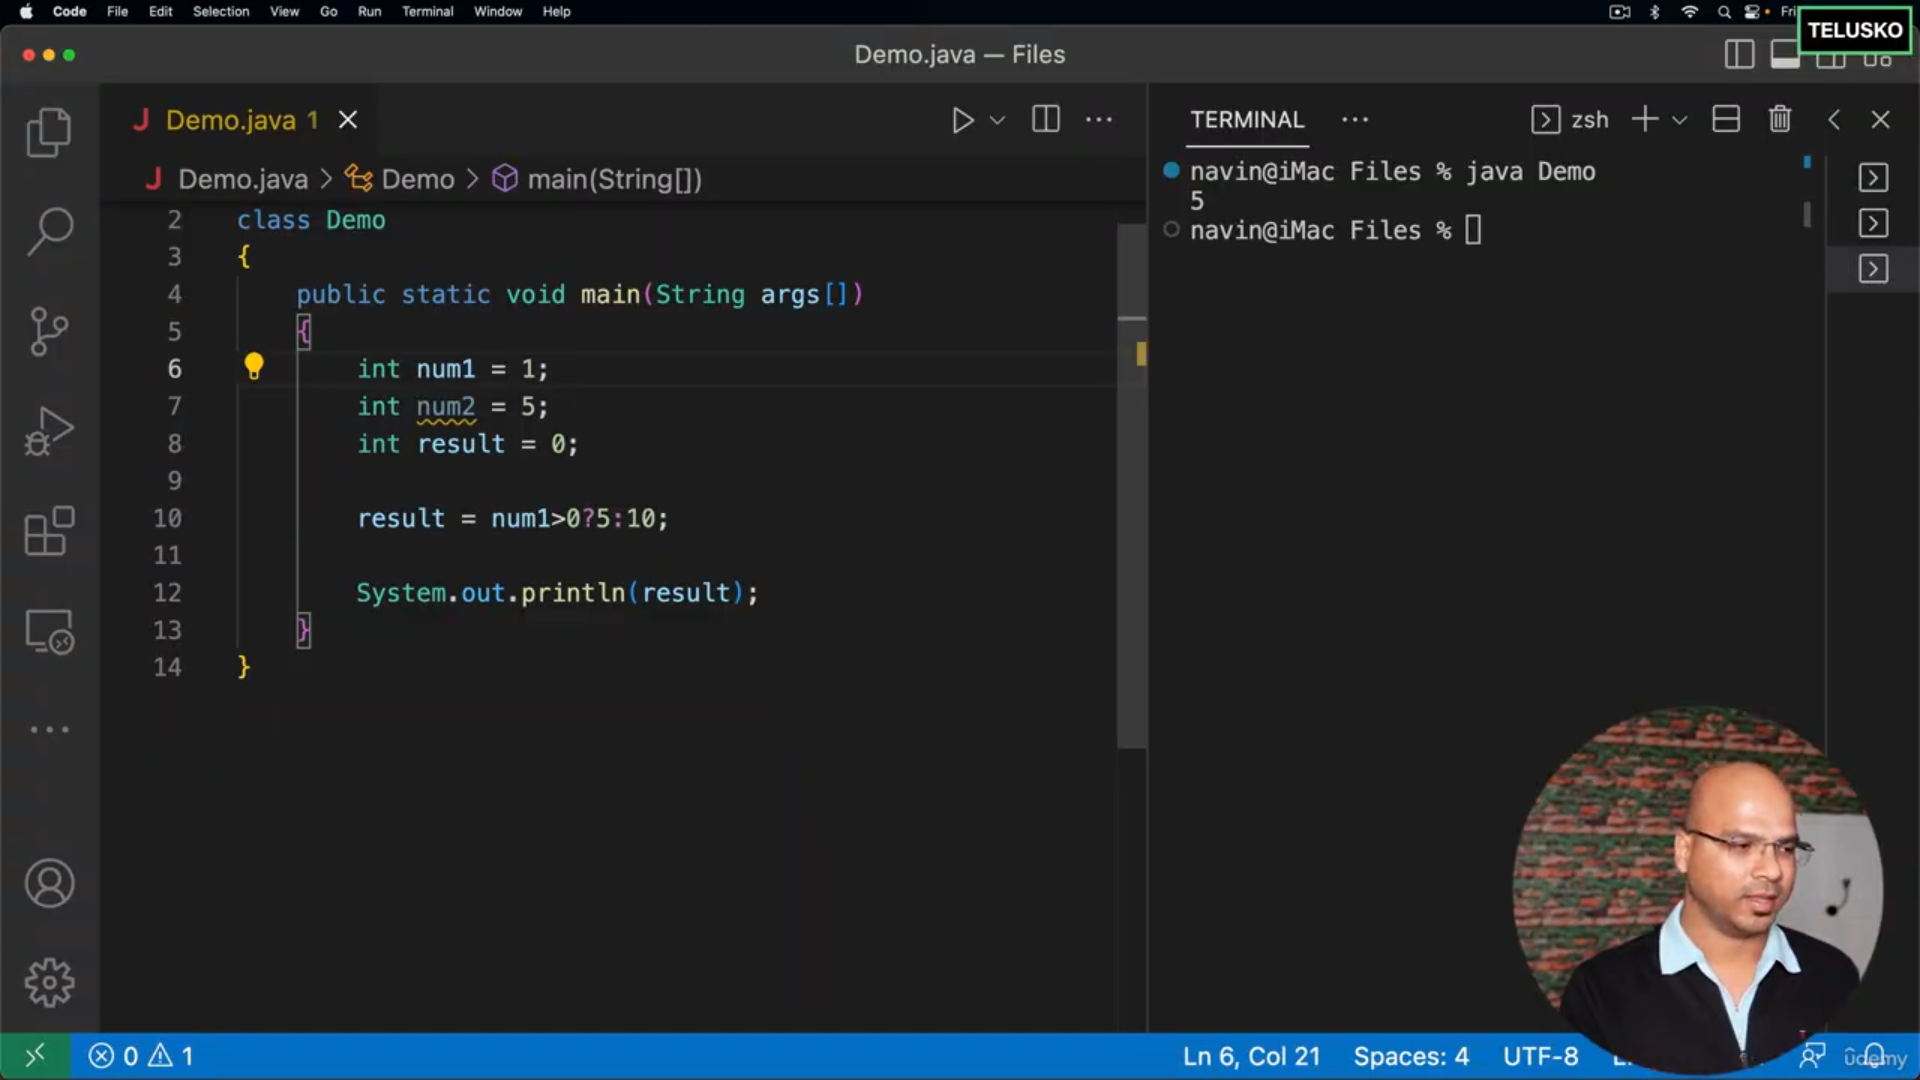 Code File Edit Selection View Go Run Terminal Window Help
TELUSKO
Demo.java — Files
Demo.java 1
Demo.java > Demo > main(String[])
TERMINAL
zsh
2 class Demo
3 {
4 public static void main(String args[])
5 {
6 int num1 = 1;
7 int num2 = 5;
8 int result = 0;
9
10 result = num1>0?5:10;
11
12 System.out.println(result);
13 }
14 }
navin@iMac Files % java Demo
5
navin@iMac Files %
0 1
Ln 6, Col 21 Spaces: 4 UTF-8
udemy